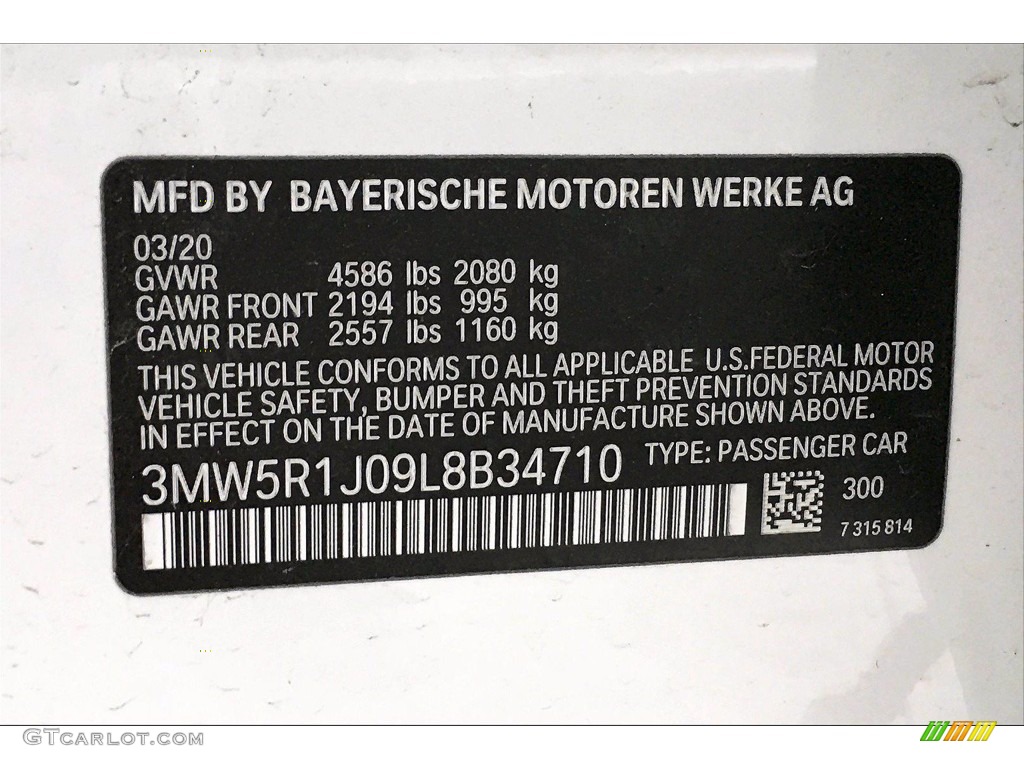 MFD BY BAYERISCHE MOTOREN WERKE AG
03/20
GVWR 4586 lbs 2080 kg
GAWR FRONT 2194 lbs 995 kg
GAWR REAR 2557 lbs 1160 kg
THIS VEHICLE CONFORMS TO ALL APPLICABLE U.S.FEDERAL MOTOR
VEHICLE SAFETY, BUMPER AND THEFT PREVENTION STANDARDS
IN EFFECT ON THE DATE OF MANUFACTURE SHOWN ABOVE.
3MW5R1J09L8B34710 TYPE: PASSENGER CAR
300
7 315 814
GTCARLOT.COM